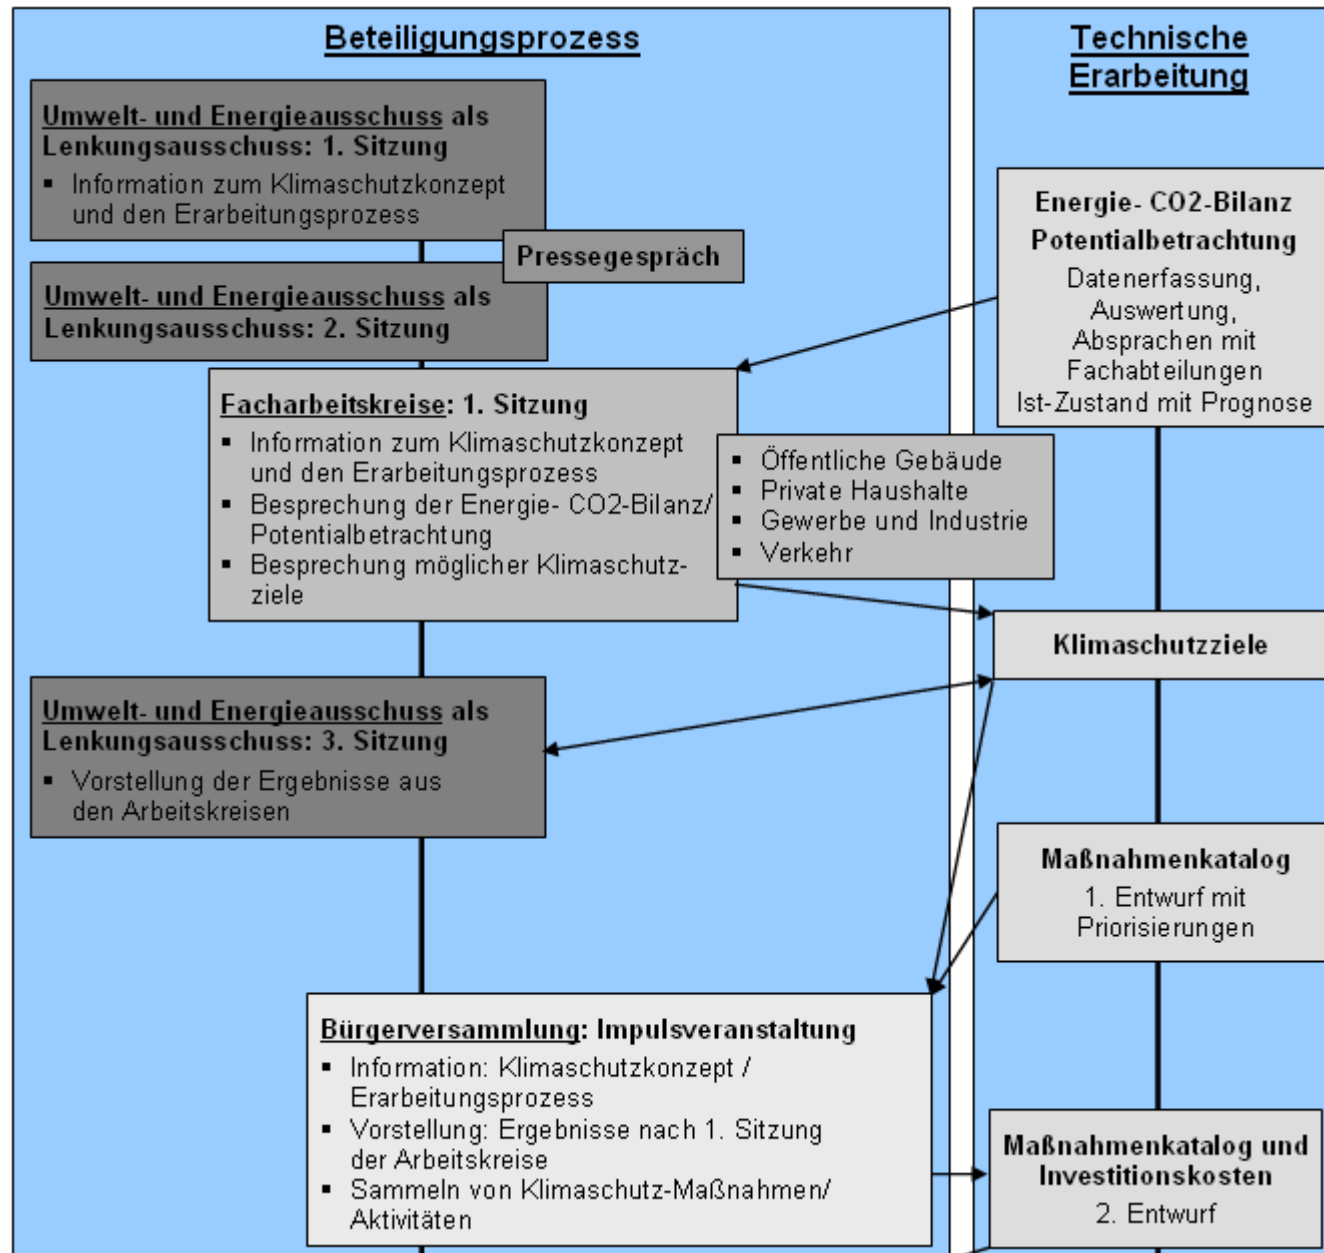 Beteiligungsprozess
Umwelt- und Energieausschuss als
Lenkungsausschuss: 1. Sitzung
▪ Information zum Klimaschutzkonzept
und den Erarbeitungsprozess
Pressegespräch
Umwelt- und Energieausschuss als
Lenkungsausschuss: 2. Sitzung
Facharbeitskreise: 1. Sitzung
▪ Information zum Klimaschutzkonzept
und den Erarbeitungsprozess
▪ Besprechung der Energie- CO2-Bilanz/
Potentialbetrachtung
▪ Besprechung möglicher Klimaschutz-
ziele
▪ Öffentliche Gebäude
▪ Private Haushalte
▪ Gewerbe und Industrie
▪ Verkehr
Umwelt- und Energieausschuss als
Lenkungsausschuss: 3. Sitzung
▪ Vorstellung der Ergebnisse aus
den Arbeitskreisen
Bürgerversammlung: Impulsveranstaltung
▪ Information: Klimaschutzkonzept /
Erarbeitungsprozess
▪ Vorstellung: Ergebnisse nach 1. Sitzung
der Arbeitskreise
▪ Sammeln von Klimaschutz-Maßnahmen/
Aktivitäten
Technische
Erarbeitung
Energie- CO2-Bilanz
Potentialbetrachtung
Datenerfassung,
Auswertung,
Absprachen mit
Fachabteilungen
Ist-Zustand mit Prognose
Klimaschutzziele
Maßnahmenkatalog
1. Entwurf mit
Priorisierungen
Maßnahmenkatalog und
Investitionskosten
2. Entwurf